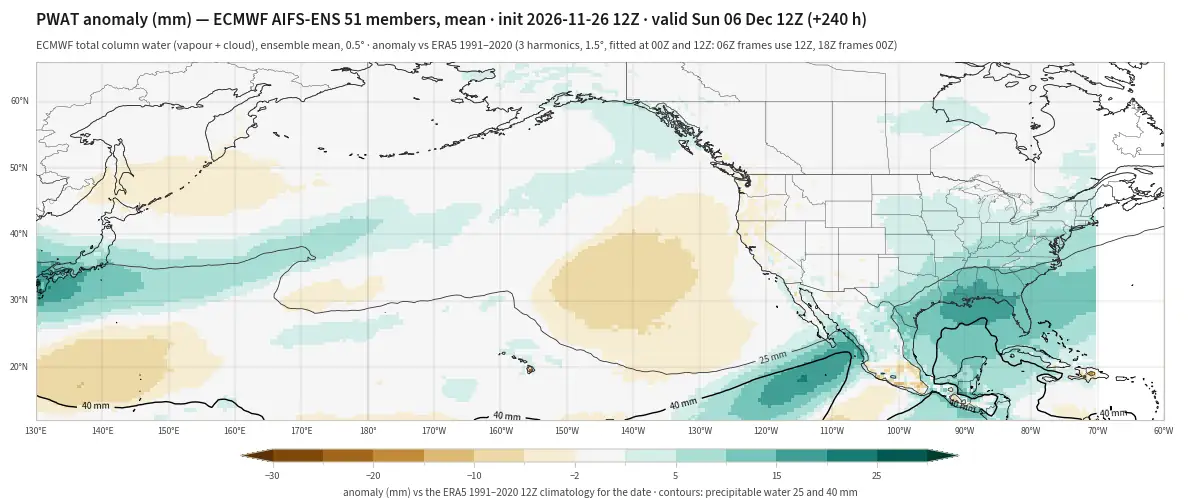 PWAT anomaly (mm) — ECMWF AIFS-ENS 51 members, mean · init 2026-11-26 12Z · valid Sun 06 Dec 12Z (+240 h)
ECMWF total column water (vapour + cloud), ensemble mean, 0.5° · anomaly vs ERA5 1991–2020 (3 harmonics, 1.5°, fitted at 00Z and 12Z: 06Z frames use 12Z, 18Z frames 00Z)
60°N
50°N
40°N
30°N
20°N
25 mm
40 mm
40 mm
40 mm
40 mm
40 mm
130°E 140°E 150°E 160°E 170°E 180° 170°W 160°W 150°W 140°W 130°W 120°W 110°W 100°W 90°W 80°W 70°W 60°W
−30 −20 −10 −2 5 15 25
anomaly (mm) vs the ERA5 1991–2020 12Z climatology for the date · contours: precipitable water 25 and 40 mm